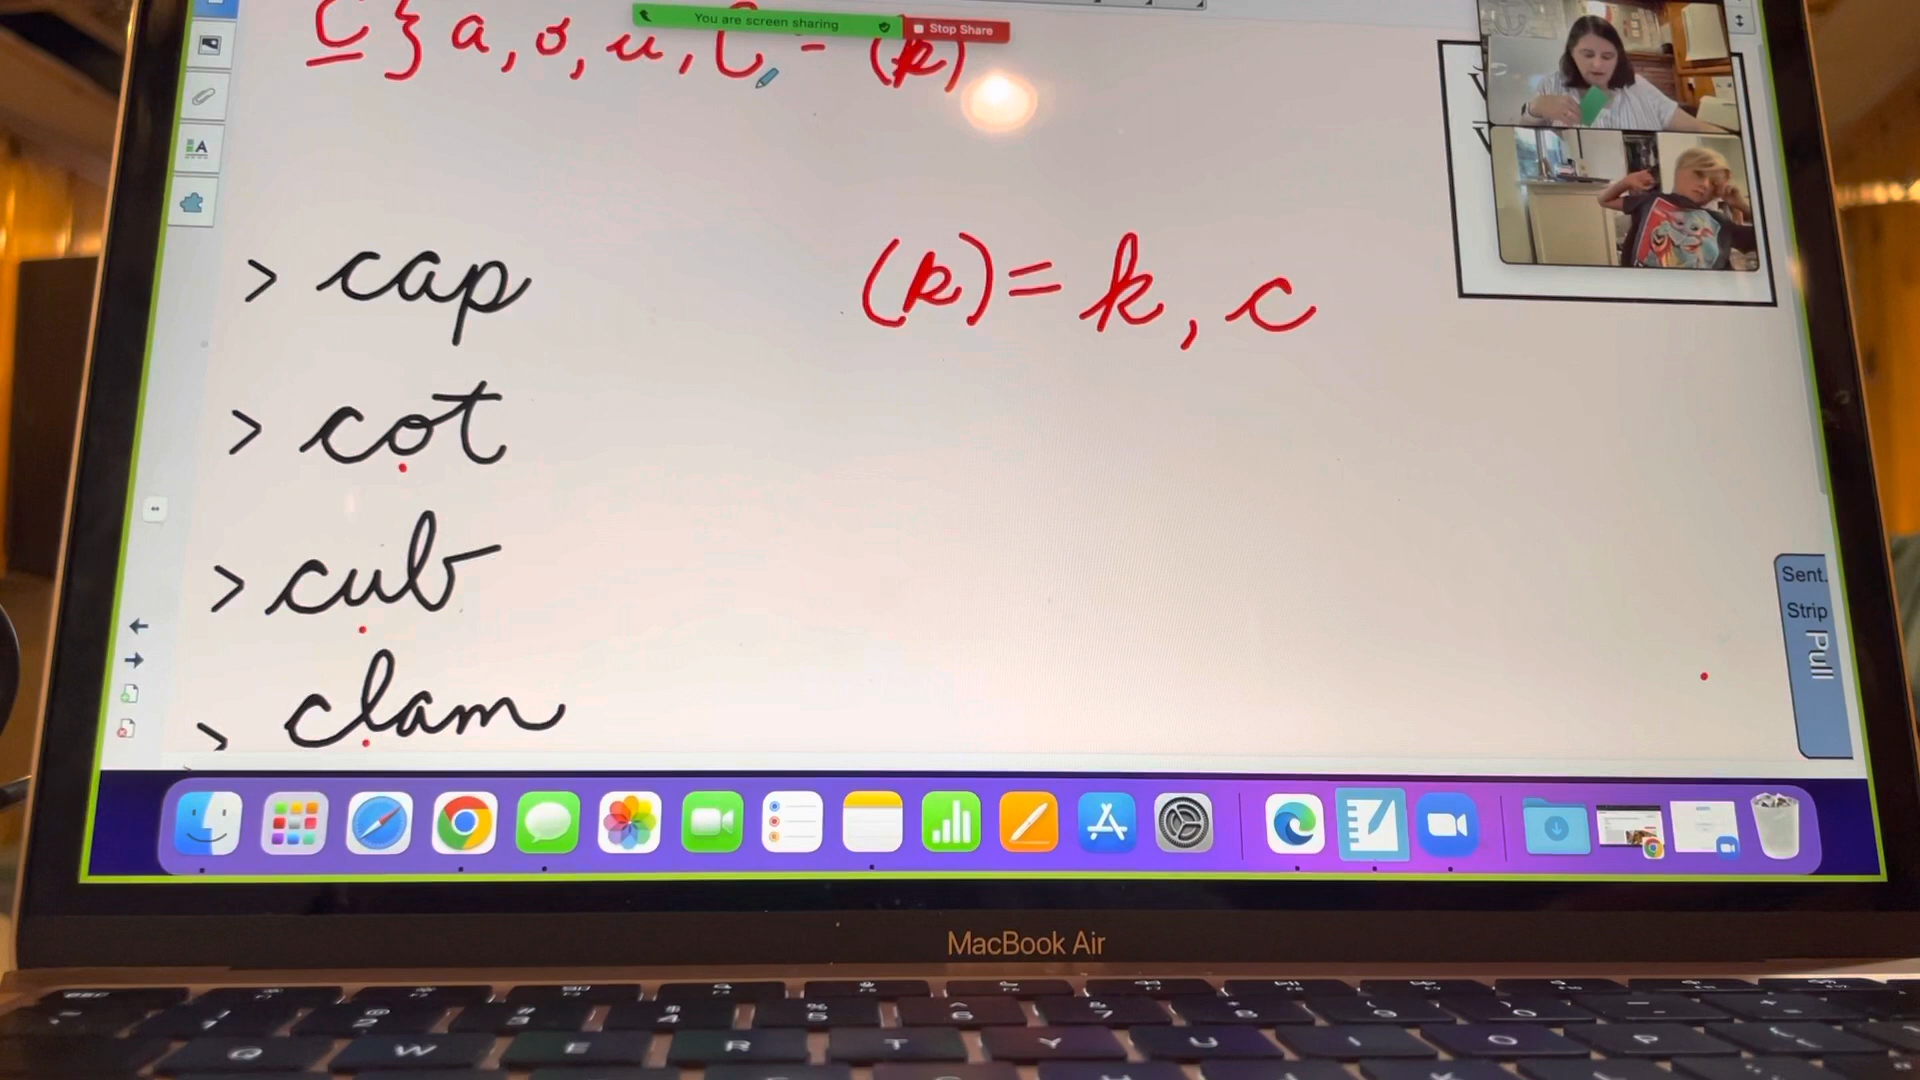 You are screen sharing Stop Share
c } a, o, u, l - (k)
> cap
(k) = k, c
> cot
> cub
> clam
Sent.
Strip
Pull
MacBook Air
Q W E R T Y U I O P